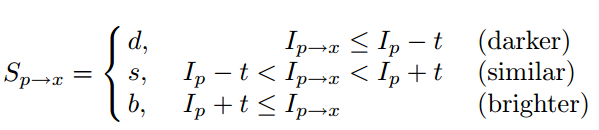 d, I_{p→x} ≤ I_p − t (darker)
S_{p→x} = { s, I_p − t < I_{p→x} < I_p + t (similar)
b, I_p + t ≤ I_{p→x} (brighter)